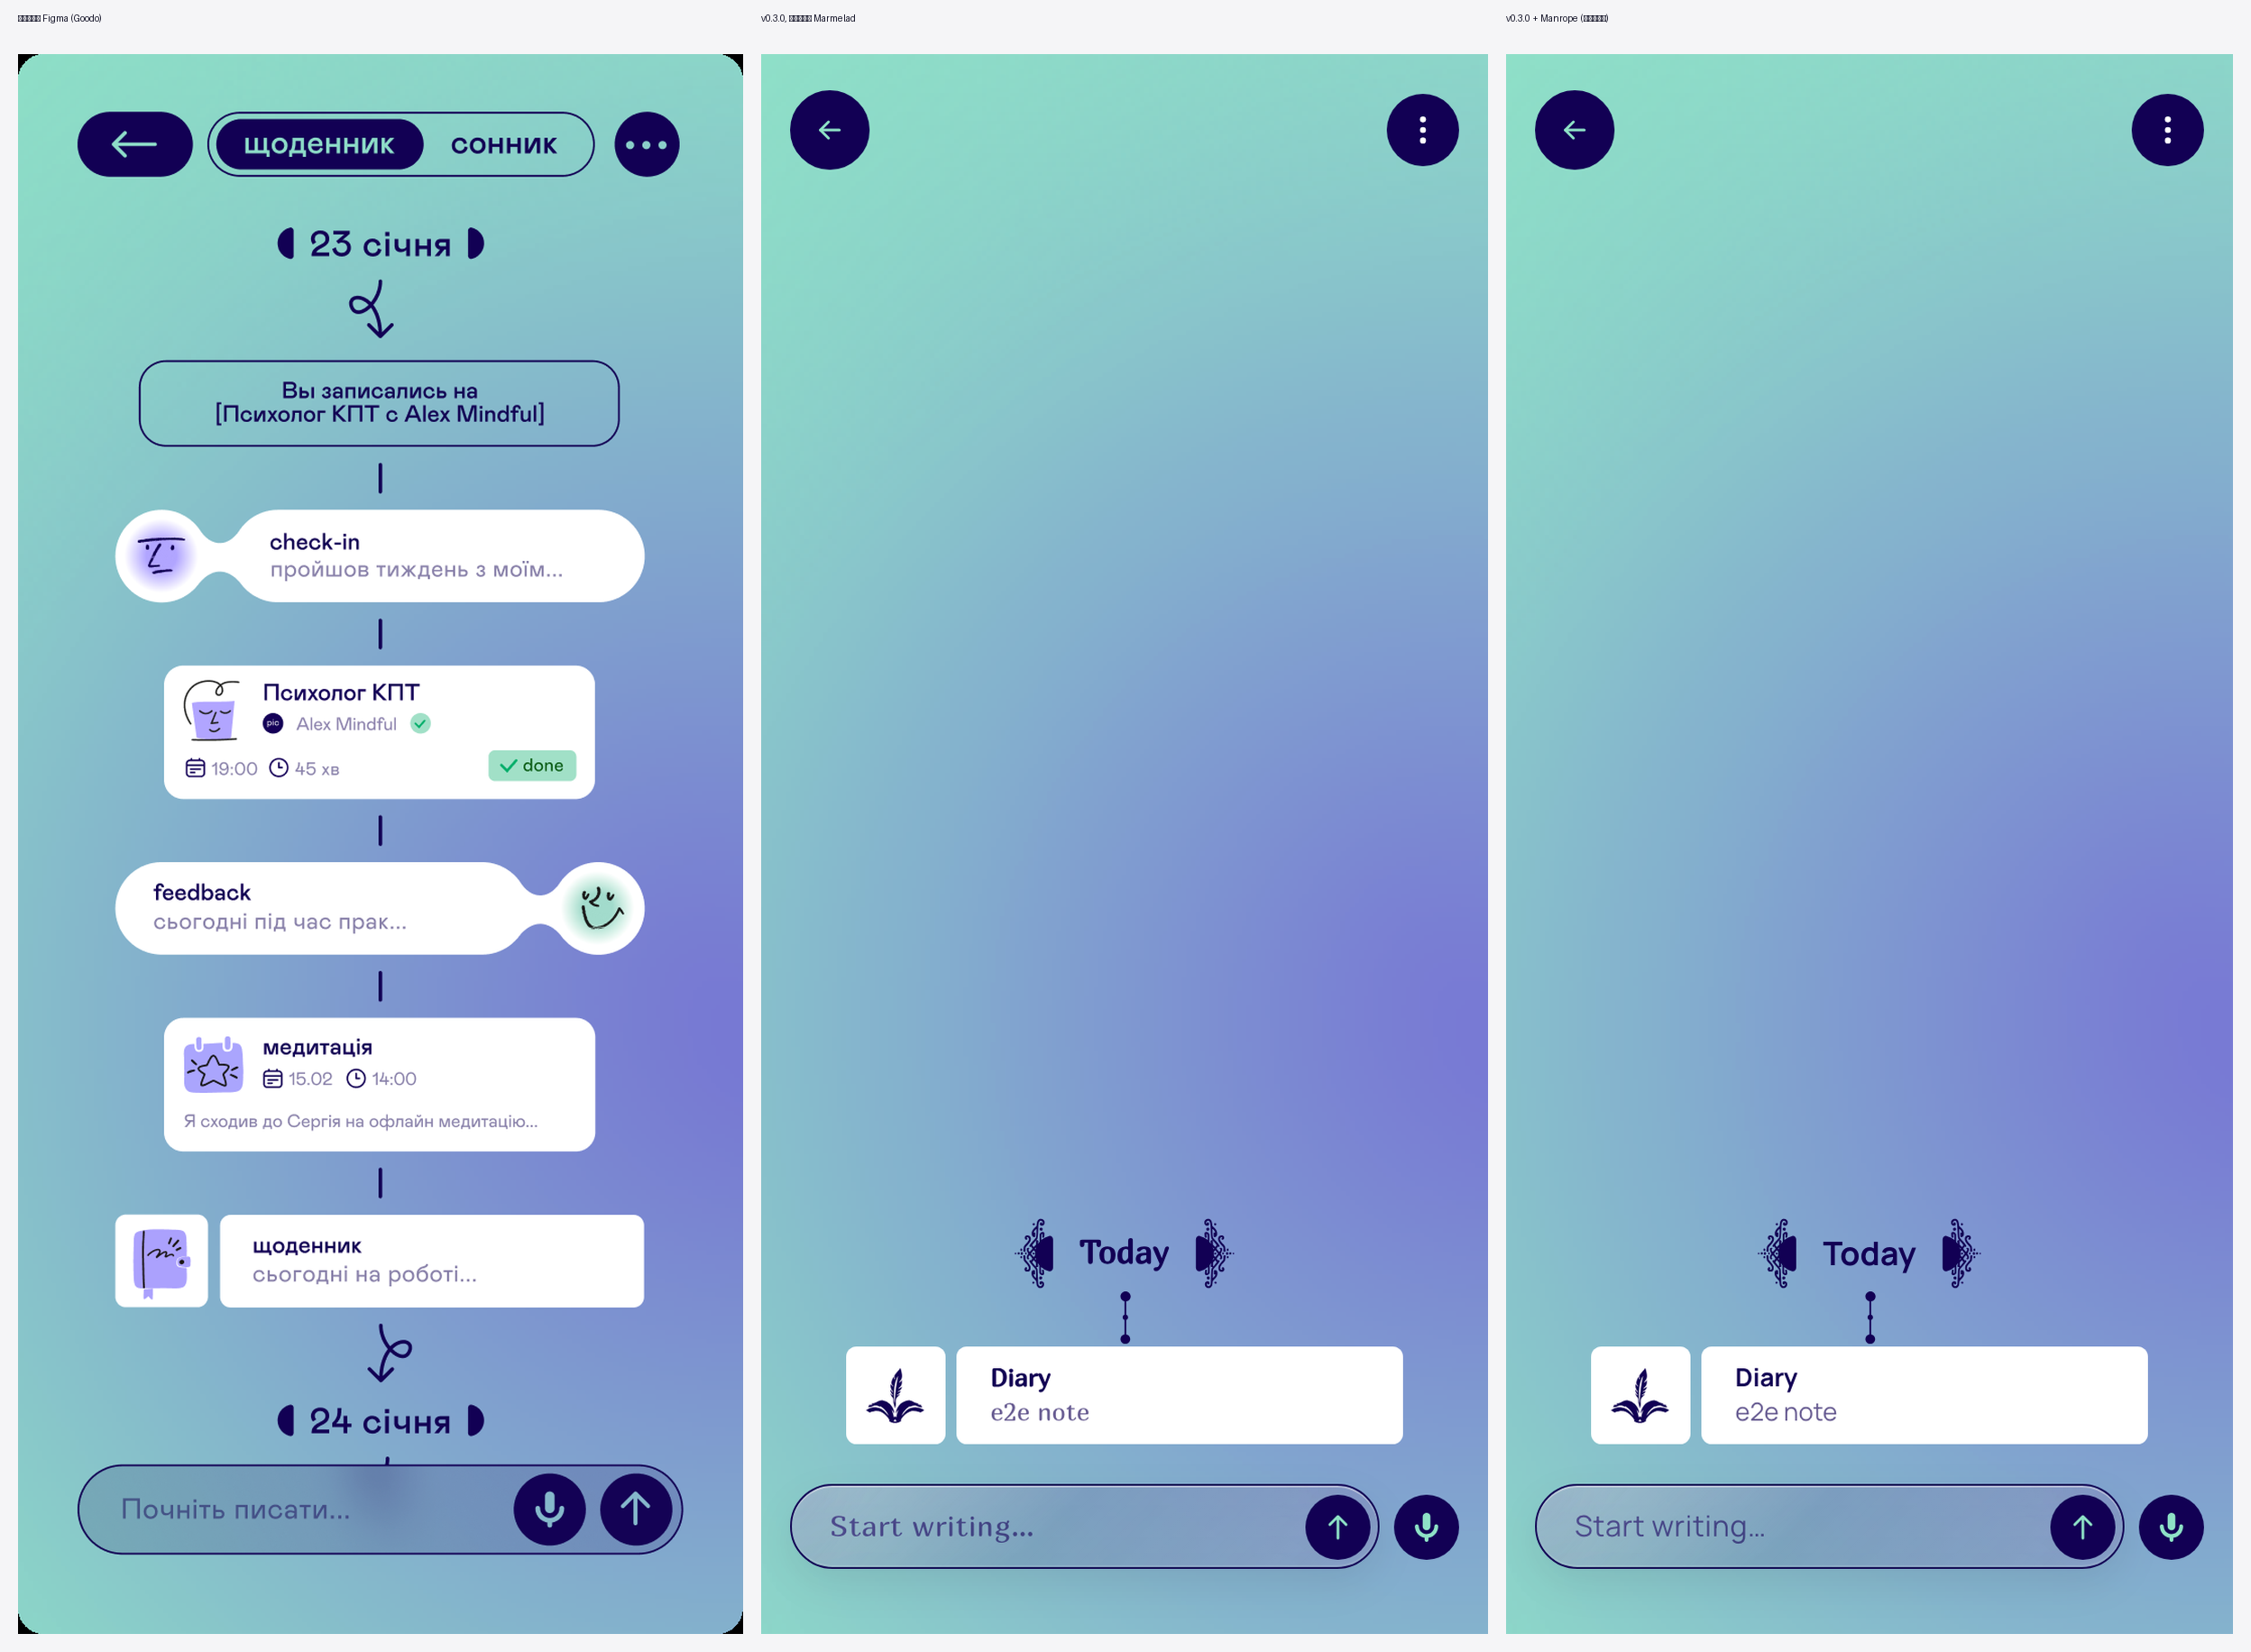 Figma (Goodo)
щоденник
сонник
23 січня
Вы записались на
[Психолог КПТ с Alex Mindful]
check-in
пройшов тиждень з моїм...
Психолог КПТ
pic Alex Mindful
19:00 45 хв
done
feedback
сьогодні під час прак...
медитація
15.02 14:00
Я сходив до Сергія на офлайн медитацію...
щоденник
сьогодні на роботі...
24 січня
Почніть писати...
v0.3.0, Marmelad
Today
Diary
e2e note
Start writing...
v0.3.0 + Manrope
Today
Diary
e2e note
Start writing...